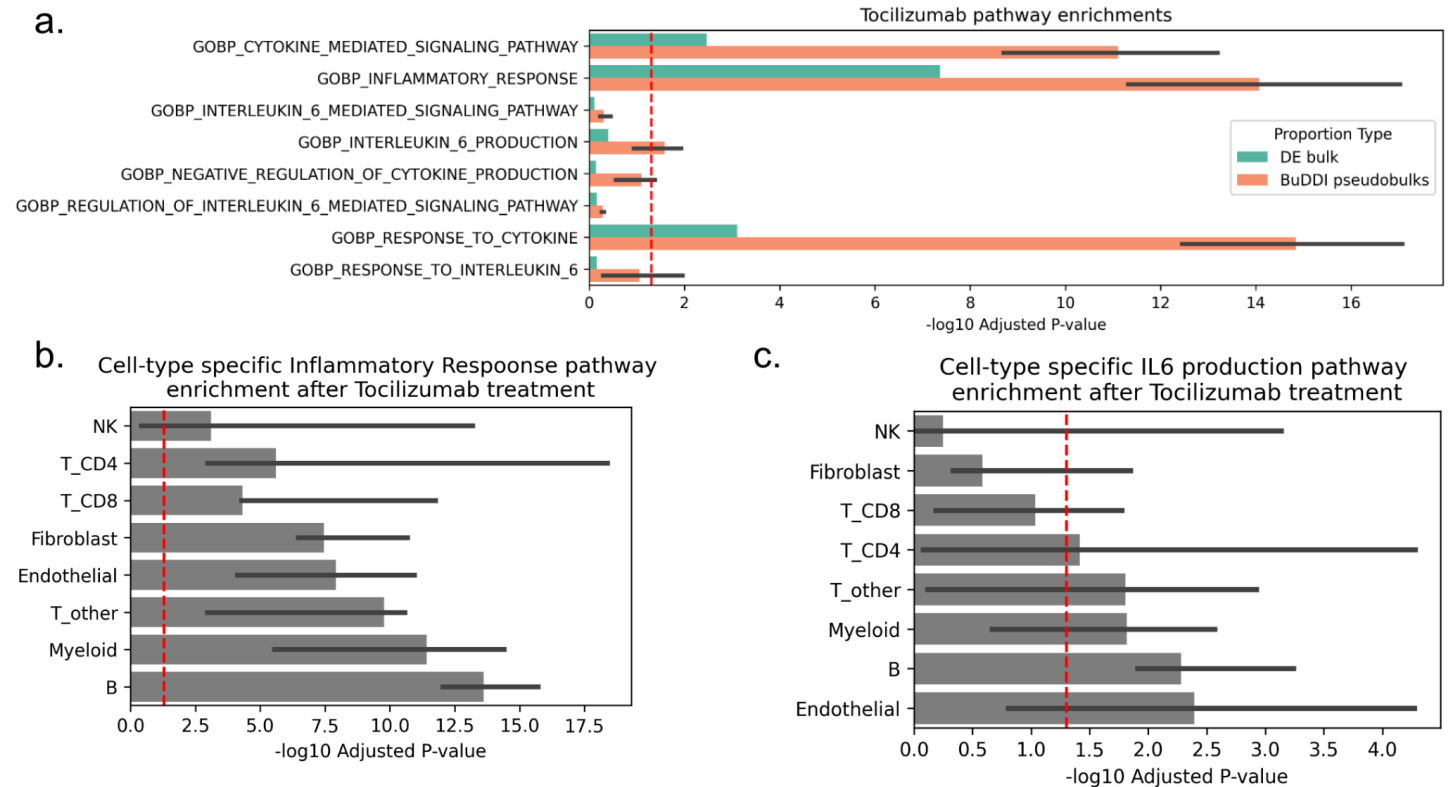 a.
Tocilizumab pathway enrichments
GOBP_CYTOKINE_MEDIATED_SIGNALING_PATHWAY
GOBP_INFLAMMATORY_RESPONSE
GOBP_INTERLEUKIN_6_MEDIATED_SIGNALING_PATHWAY
GOBP_INTERLEUKIN_6_PRODUCTION
GOBP_NEGATIVE_REGULATION_OF_CYTOKINE_PRODUCTION
GOBP_REGULATION_OF_INTERLEUKIN_6_MEDIATED_SIGNALING_PATHWAY
GOBP_RESPONSE_TO_CYTOKINE
GOBP_RESPONSE_TO_INTERLEUKIN_6
Proportion Type
DE bulk
BuDDI pseudobulks
0 2 4 6 8 10 12 14 16
-log10 Adjusted P-value
b.
Cell-type specific Inflammatory Respoonse pathway
enrichment after Tocilizumab treatment
NK
T_CD4
T_CD8
Fibroblast
Endothelial
T_other
Myeloid
B
0.0 2.5 5.0 7.5 10.0 12.5 15.0 17.5
-log10 Adjusted P-value
c.
Cell-type specific IL6 production pathway
enrichment after Tocilizumab treatment
NK
Fibroblast
T_CD8
T_CD4
T_other
Myeloid
B
Endothelial
0.0 0.5 1.0 1.5 2.0 2.5 3.0 3.5 4.0
-log10 Adjusted P-value